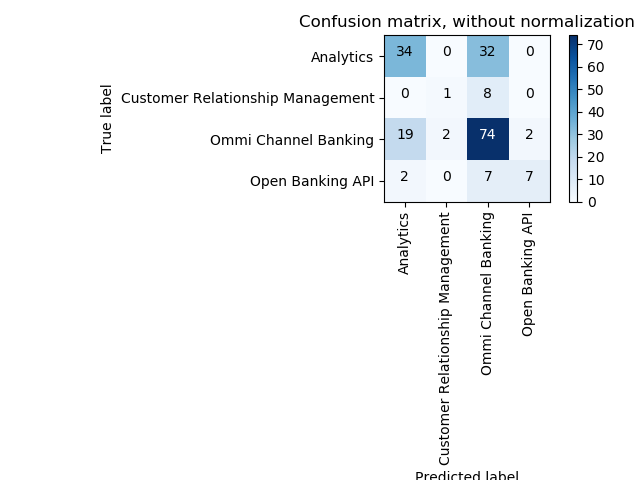 Confusion matrix, without normalization
True label
Analytics 34 0 32 0
Customer Relationship Management 0 1 8 0
Ommi Channel Banking 19 2 74 2
Open Banking API 2 0 7 7
Analytics
Customer Relationship Management
Ommi Channel Banking
Open Banking API
Predicted label
70
60
50
40
30
20
10
0